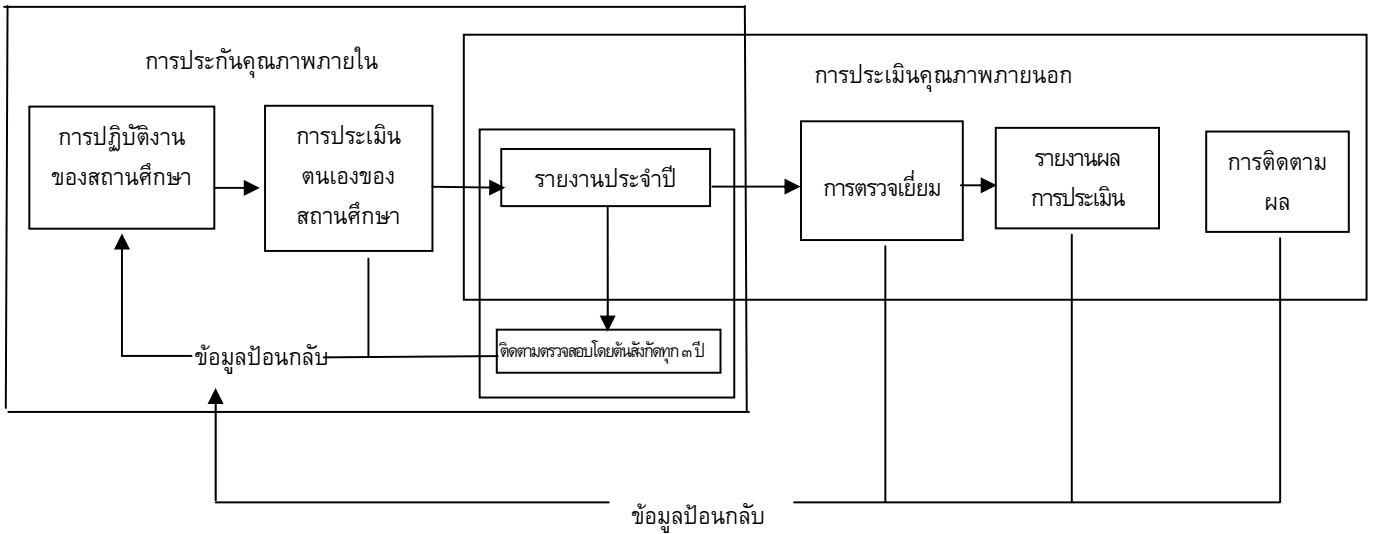 การประกันคุณภาพภายใน
การประเมินคุณภาพภายนอก
การปฏิบัติงาน
ของสถานศึกษา
การประเมิน
ตนเองของ
สถานศึกษา
รายงานประจำปี
การตรวจเยี่ยม
รายงานผล
การประเมิน
การติดตาม
ผล
ข้อมูลป้อนกลับ
ติดตามตรวจสอบโดยต้นสังกัดทุก ๓ ปี
ข้อมูลป้อนกลับ